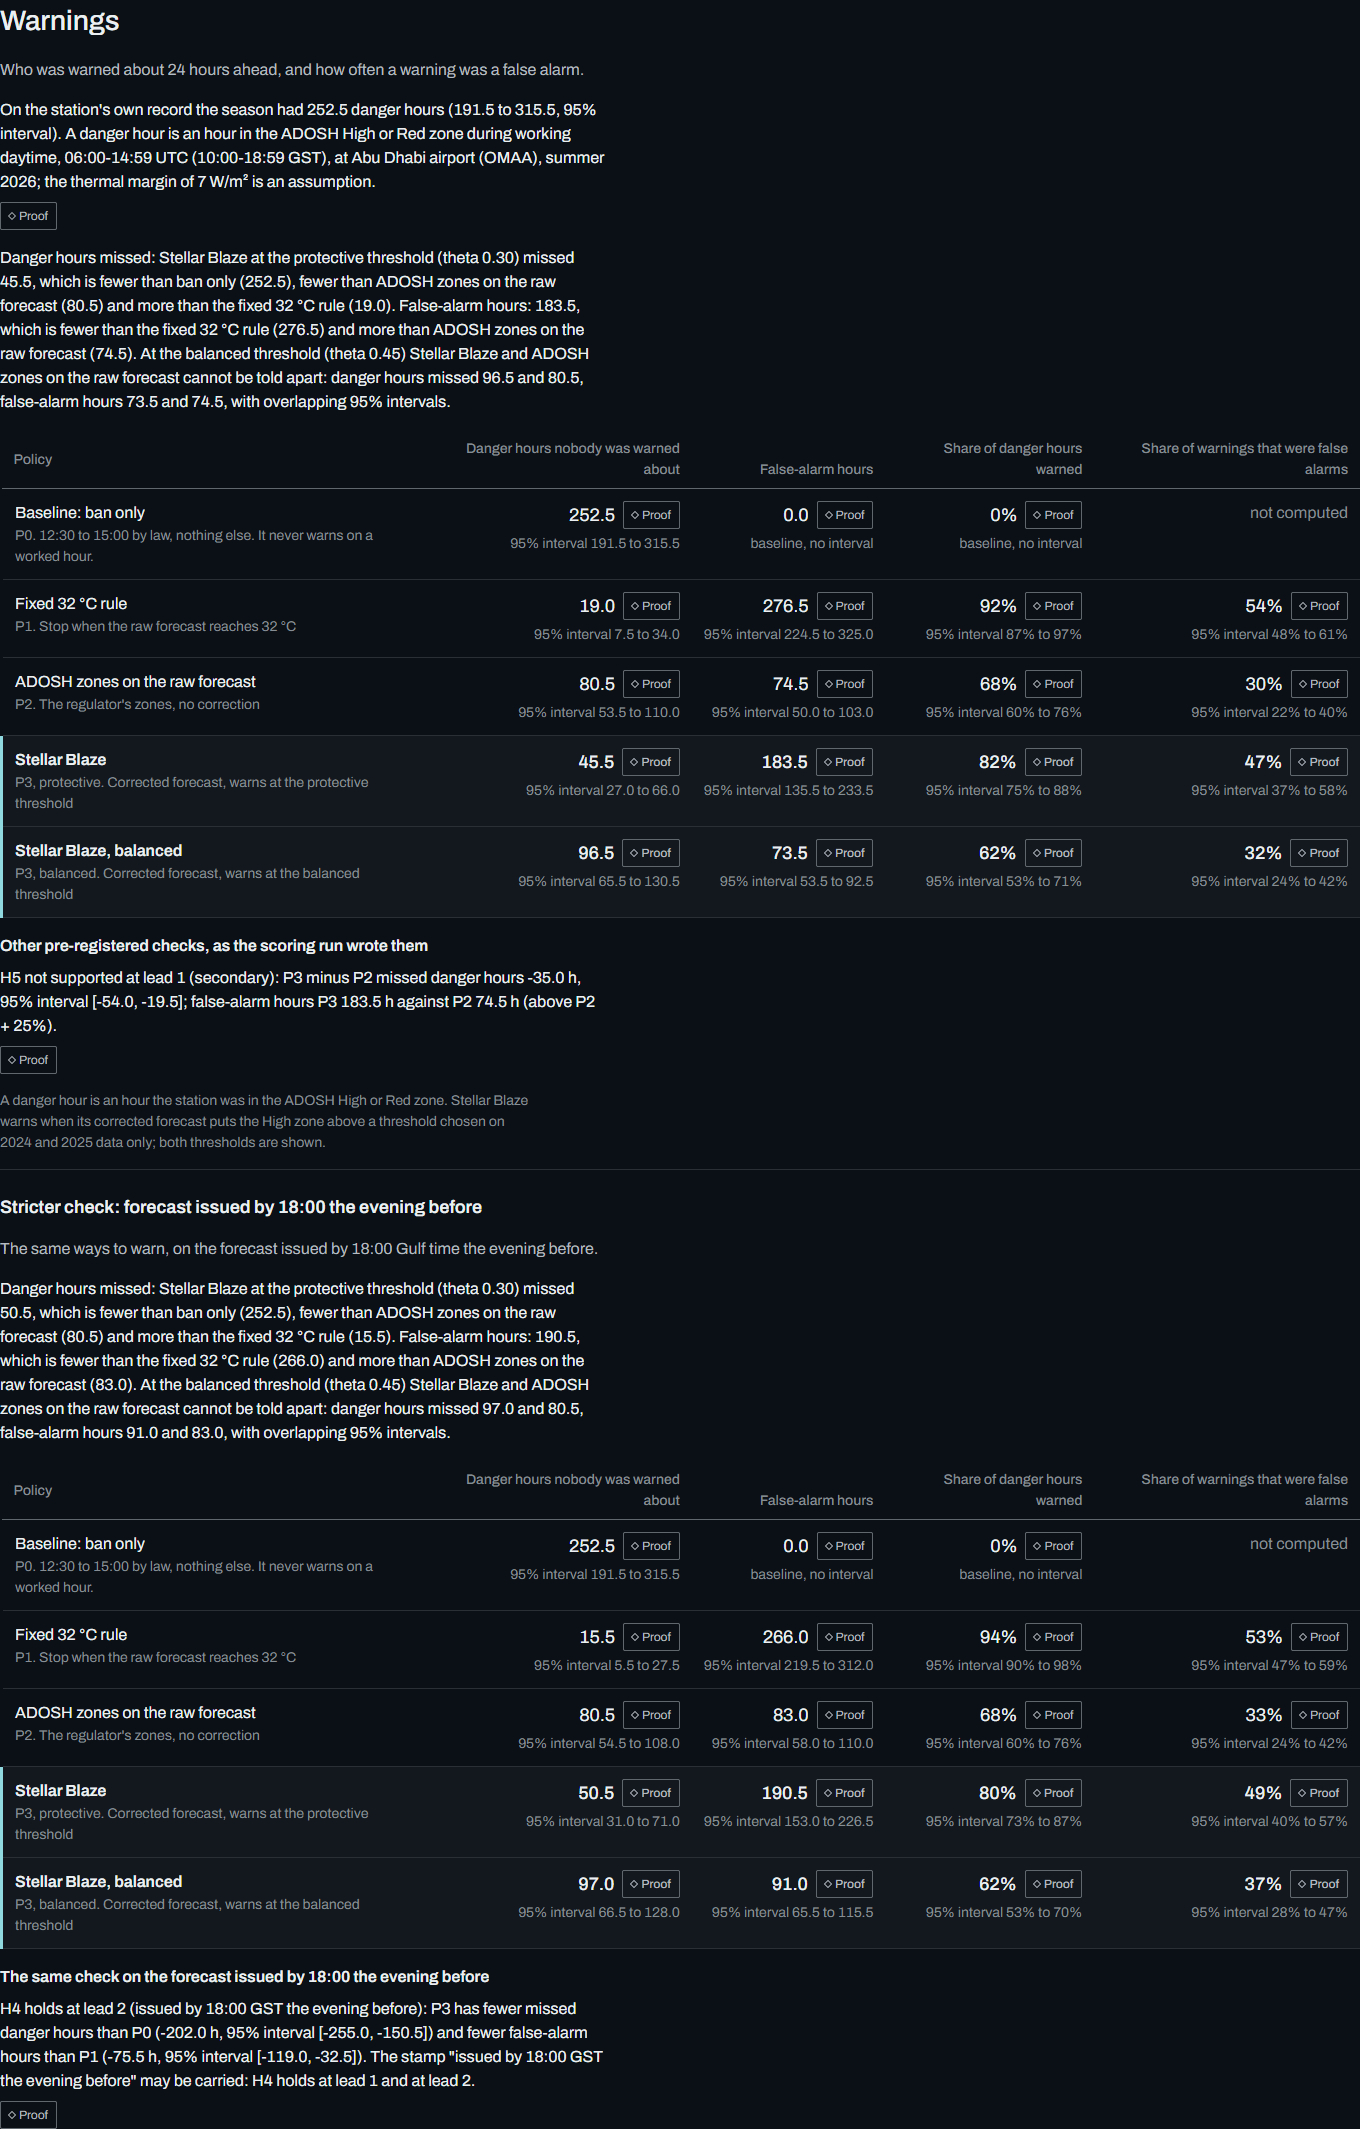 Warnings
Who was warned about 24 hours ahead, and how often a warning was a false alarm.
On the station's own record the season had 252.5 danger hours (191.5 to 315.5, 95%
interval). A danger hour is an hour in the ADOSH High or Red zone during working
daytime, 06:00-14:59 UTC (10:00-18:59 GST), at Abu Dhabi airport (OMAA), summer
2026; the thermal margin of 7 W/m² is an assumption.
◇ Proof
Danger hours missed: Stellar Blaze at the protective threshold (theta 0.30) missed
45.5, which is fewer than ban only (252.5), fewer than ADOSH zones on the raw
forecast (80.5) and more than the fixed 32 °C rule (19.0). False-alarm hours: 183.5,
which is fewer than the fixed 32 °C rule (276.5) and more than ADOSH zones on the
raw forecast (74.5). At the balanced threshold (theta 0.45) Stellar Blaze and ADOSH
zones on the raw forecast cannot be told apart: danger hours missed 96.5 and 80.5,
false-alarm hours 73.5 and 74.5, with overlapping 95% intervals.
Policy
Danger hours nobody was warned
about
False-alarm hours
Share of danger hours
warned
Share of warnings that were false
alarms
Baseline: ban only
P0. 12:30 to 15:00 by law, nothing else. It never warns on a
worked hour.
252.5 ◇ Proof
95% interval 191.5 to 315.5
0.0 ◇ Proof
baseline, no interval
0% ◇ Proof
baseline, no interval
not computed
Fixed 32 °C rule
P1. Stop when the raw forecast reaches 32 °C
19.0 ◇ Proof
95% interval 7.5 to 34.0
276.5 ◇ Proof
95% interval 224.5 to 325.0
92% ◇ Proof
95% interval 87% to 97%
54% ◇ Proof
95% interval 48% to 61%
ADOSH zones on the raw forecast
P2. The regulator's zones, no correction
80.5 ◇ Proof
95% interval 53.5 to 110.0
74.5 ◇ Proof
95% interval 50.0 to 103.0
68% ◇ Proof
95% interval 60% to 76%
30% ◇ Proof
95% interval 22% to 40%
Stellar Blaze
P3, protective. Corrected forecast, warns at the protective
threshold
45.5 ◇ Proof
95% interval 27.0 to 66.0
183.5 ◇ Proof
95% interval 135.5 to 233.5
82% ◇ Proof
95% interval 75% to 88%
47% ◇ Proof
95% interval 37% to 58%
Stellar Blaze, balanced
P3, balanced. Corrected forecast, warns at the balanced
threshold
96.5 ◇ Proof
95% interval 65.5 to 130.5
73.5 ◇ Proof
95% interval 53.5 to 92.5
62% ◇ Proof
95% interval 53% to 71%
32% ◇ Proof
95% interval 24% to 42%
Other pre-registered checks, as the scoring run wrote them
H5 not supported at lead 1 (secondary): P3 minus P2 missed danger hours -35.0 h,
95% interval [-54.0, -19.5]; false-alarm hours P3 183.5 h against P2 74.5 h (above P2
+ 25%).
◇ Proof
A danger hour is an hour the station was in the ADOSH High or Red zone. Stellar Blaze
warns when its corrected forecast puts the High zone above a threshold chosen on
2024 and 2025 data only; both thresholds are shown.
Stricter check: forecast issued by 18:00 the evening before
The same ways to warn, on the forecast issued by 18:00 Gulf time the evening before.
Danger hours missed: Stellar Blaze at the protective threshold (theta 0.30) missed
50.5, which is fewer than ban only (252.5), fewer than ADOSH zones on the raw
forecast (80.5) and more than the fixed 32 °C rule (15.5). False-alarm hours: 190.5,
which is fewer than the fixed 32 °C rule (266.0) and more than ADOSH zones on the
raw forecast (83.0). At the balanced threshold (theta 0.45) Stellar Blaze and ADOSH
zones on the raw forecast cannot be told apart: danger hours missed 97.0 and 80.5,
false-alarm hours 91.0 and 83.0, with overlapping 95% intervals.
Policy
Danger hours nobody was warned
about
False-alarm hours
Share of danger hours
warned
Share of warnings that were false
alarms
Baseline: ban only
P0. 12:30 to 15:00 by law, nothing else. It never warns on a
worked hour.
252.5 ◇ Proof
95% interval 191.5 to 315.5
0.0 ◇ Proof
baseline, no interval
0% ◇ Proof
baseline, no interval
not computed
Fixed 32 °C rule
P1. Stop when the raw forecast reaches 32 °C
15.5 ◇ Proof
95% interval 5.5 to 27.5
266.0 ◇ Proof
95% interval 219.5 to 312.0
94% ◇ Proof
95% interval 90% to 98%
53% ◇ Proof
95% interval 47% to 59%
ADOSH zones on the raw forecast
P2. The regulator's zones, no correction
80.5 ◇ Proof
95% interval 54.5 to 108.0
83.0 ◇ Proof
95% interval 58.0 to 110.0
68% ◇ Proof
95% interval 60% to 76%
33% ◇ Proof
95% interval 24% to 42%
Stellar Blaze
P3, protective. Corrected forecast, warns at the protective
threshold
50.5 ◇ Proof
95% interval 31.0 to 71.0
190.5 ◇ Proof
95% interval 153.0 to 226.5
80% ◇ Proof
95% interval 73% to 87%
49% ◇ Proof
95% interval 40% to 57%
Stellar Blaze, balanced
P3, balanced. Corrected forecast, warns at the balanced
threshold
97.0 ◇ Proof
95% interval 66.5 to 128.0
91.0 ◇ Proof
95% interval 65.5 to 115.5
62% ◇ Proof
95% interval 53% to 70%
37% ◇ Proof
95% interval 28% to 47%
The same check on the forecast issued by 18:00 the evening before
H4 holds at lead 2 (issued by 18:00 GST the evening before): P3 has fewer missed
danger hours than P0 (-202.0 h, 95% interval [-255.0, -150.5]) and fewer false-alarm
hours than P1 (-75.5 h, 95% interval [-119.0, -32.5]). The stamp "issued by 18:00 GST
the evening before" may be carried: H4 holds at lead 1 and at lead 2.
◇ Proof